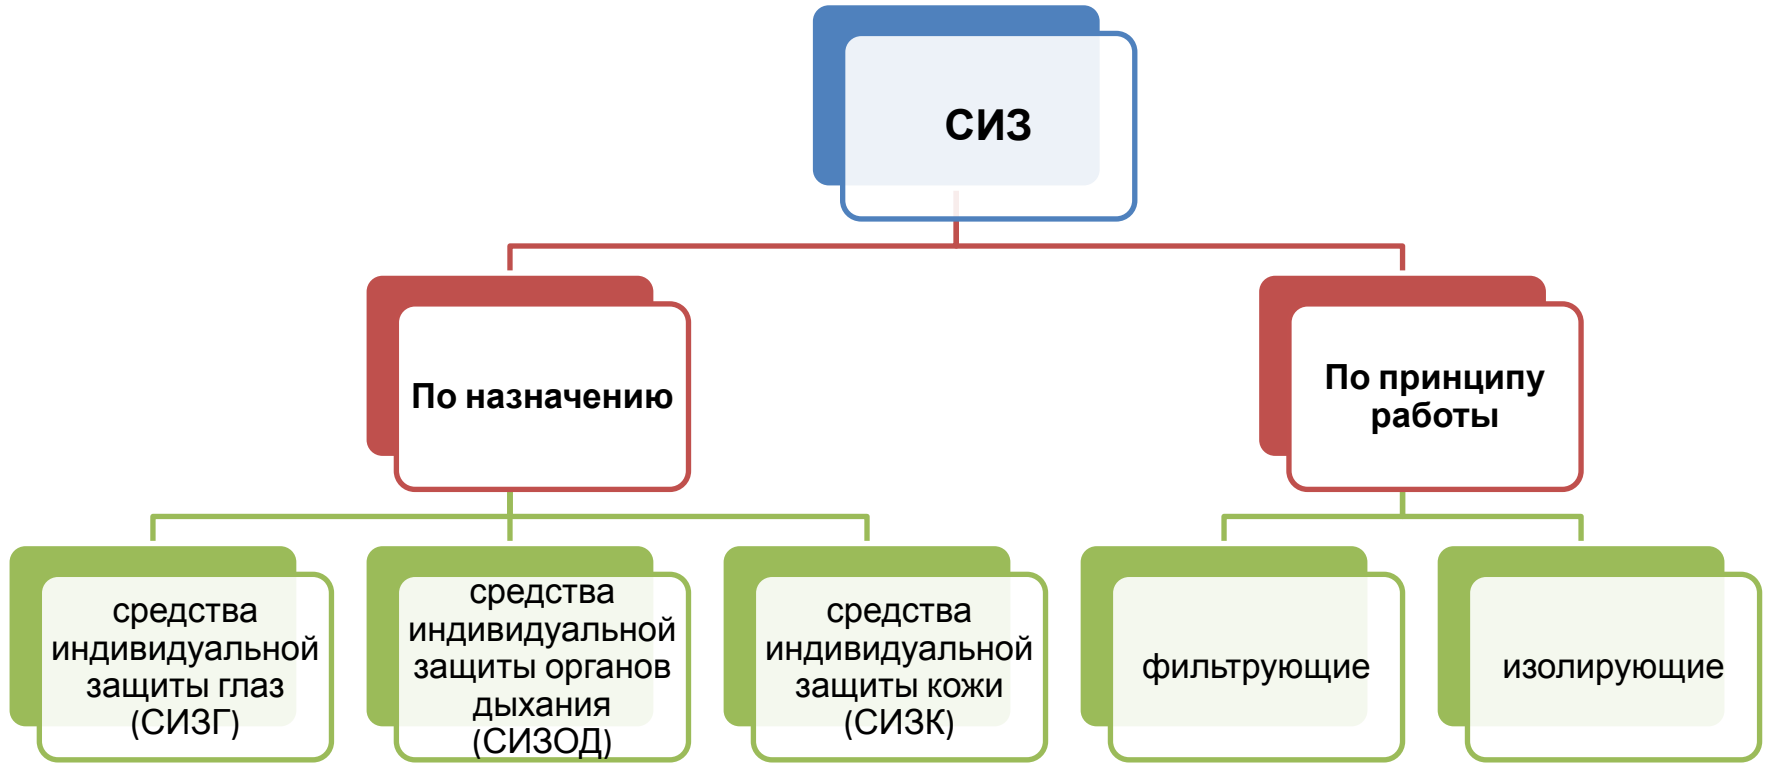 СИЗ
По назначению
По принципу
работы
средства
индивидуальной
защиты глаз
(СИЗГ)
средства
индивидуальной
защиты органов
дыхания
(СИЗОД)
средства
индивидуальной
защиты кожи
(СИЗК)
фильтрующие
изолирующие